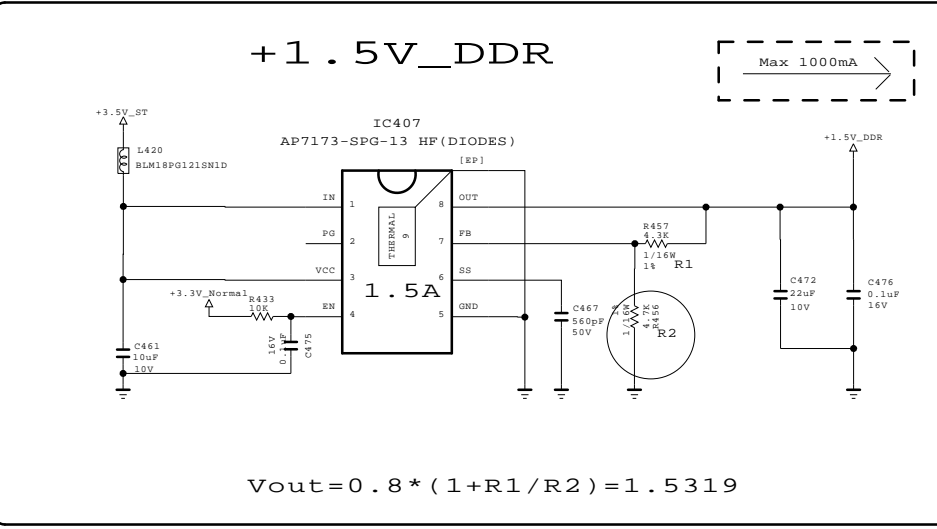 +1.5V_DDR
Max 1000mA
+3.5V_ST
L420
BLM18PG121SN1D
IC407
AP7173-SPG-13 HF(DIODES)
[EP]
+1.5V_DDR
IN
1
8
OUT
PG
2
7
FB
VCC
3
6
SS
EN
4
5
GND
THERMAL
9
1.5A
R457
4.3K
1/16W
1%
R1
+3.3V_Normal
R433
10K
C461
10uF
10V
C475
0.1uF
16V
C467
560pF
50V
R456
4.7K
1/16W
1%
R2
C472
22uF
10V
C476
0.1uF
16V
Vout=0.8*(1+R1/R2)=1.5319